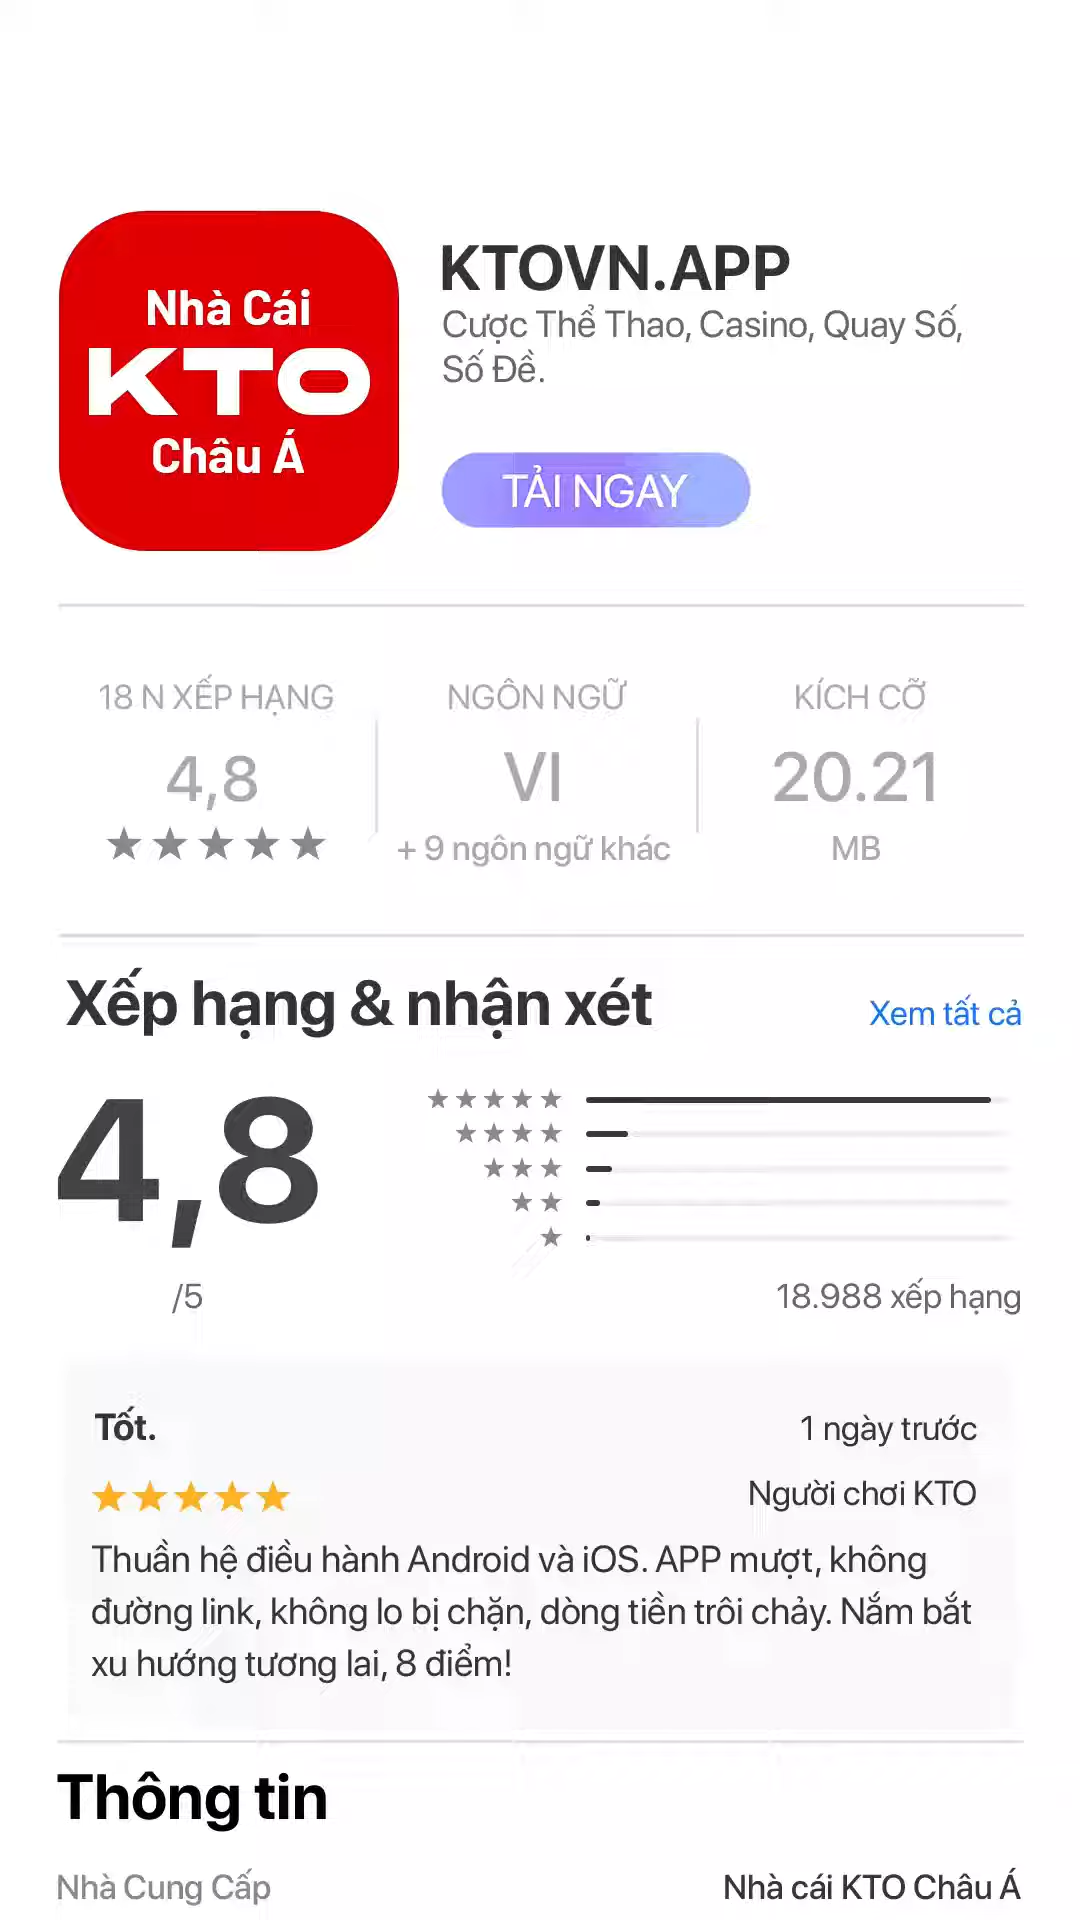 Nhà Cái
KTO
Châu Á
KTOVN.APP
Cược Thể Thao, Casino, Quay Số,
Số Đề.
TẢI NGAY
18 N XẾP HẠNG
4,8
★★★★★
NGÔN NGỮ
VI
+ 9 ngôn ngữ khác
KÍCH CỠ
20.21
MB
Xếp hạng & nhận xét
Xem tất cả
4,8
/5
18.988 xếp hạng
Tốt.
1 ngày trước
★★★★★
Người chơi KTO
Thuần hệ điều hành Android và iOS. APP mượt, không
đường link, không lo bị chặn, dòng tiền trôi chảy. Nắm bắt
xu hướng tương lai, 8 điểm!
Thông tin
Nhà Cung Cấp
Nhà cái KTO Châu Á